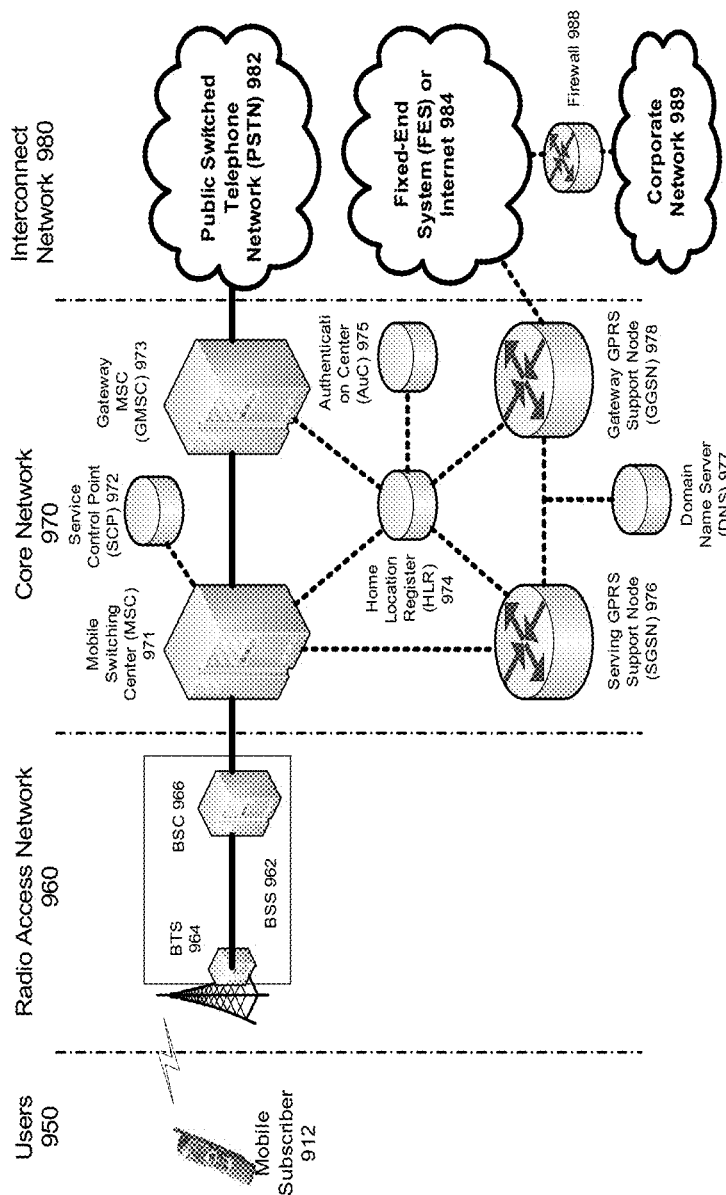 Users
950
Radio Access Network
960
Core Network
970
Interconnect
Network 980
Mobile
Subscriber
912
BTS
964
BSS 962
BSC 966
Mobile
Switching
Center (MSC)
971
Service
Control Point
(SCP) 972
Gateway
MSC
(GMSC) 973
Public Switched
Telephone
Network (PSTN) 982
Home
Location
Register
(HLR)
974
Authenticati
on Center
(AuC) 975
Fixed-End
System (FES) or
Internet 984
Serving GPRS
Support Node
(SGSN) 976
Domain
Name Server
(DNS) 977
Gateway GPRS
Support Node
(GGSN) 978
Firewall 988
Corporate
Network 989